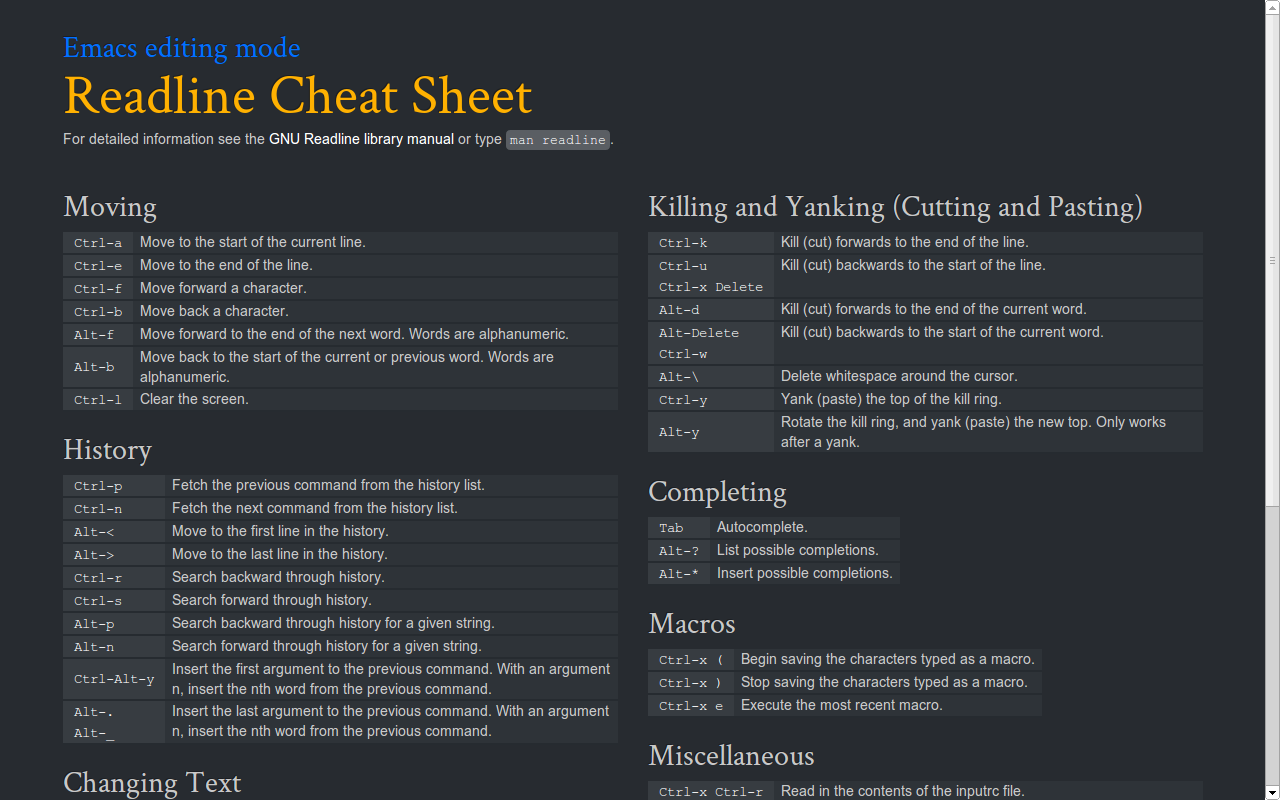 Emacs editing mode
Readline Cheat Sheet
For detailed information see the GNU Readline library manual or type man readline.
Moving
Ctrl-a Move to the start of the current line.
Ctrl-e Move to the end of the line.
Ctrl-f Move forward a character.
Ctrl-b Move back a character.
Alt-f Move forward to the end of the next word. Words are alphanumeric.
Alt-b Move back to the start of the current or previous word. Words are
alphanumeric.
Ctrl-l Clear the screen.
History
Ctrl-p Fetch the previous command from the history list.
Ctrl-n Fetch the next command from the history list.
Alt-< Move to the first line in the history.
Alt-> Move to the last line in the history.
Ctrl-r Search backward through history.
Ctrl-s Search forward through history.
Alt-p Search backward through history for a given string.
Alt-n Search forward through history for a given string.
Ctrl-Alt-y Insert the first argument to the previous command. With an argument
n, insert the nth word from the previous command.
Alt-. Insert the last argument to the previous command. With an argument
Alt-_ n, insert the nth word from the previous command.
Changing Text
Killing and Yanking (Cutting and Pasting)
Ctrl-k Kill (cut) forwards to the end of the line.
Ctrl-u Kill (cut) backwards to the start of the line.
Ctrl-x Delete
Alt-d Kill (cut) forwards to the end of the current word.
Alt-Delete Kill (cut) backwards to the start of the current word.
Ctrl-w
Alt-\ Delete whitespace around the cursor.
Ctrl-y Yank (paste) the top of the kill ring.
Alt-y Rotate the kill ring, and yank (paste) the new top. Only works
after a yank.
Completing
Tab Autocomplete.
Alt-? List possible completions.
Alt-* Insert possible completions.
Macros
Ctrl-x ( Begin saving the characters typed as a macro.
Ctrl-x ) Stop saving the characters typed as a macro.
Ctrl-x e Execute the most recent macro.
Miscellaneous
Ctrl-x Ctrl-r Read in the contents of the inputrc file.